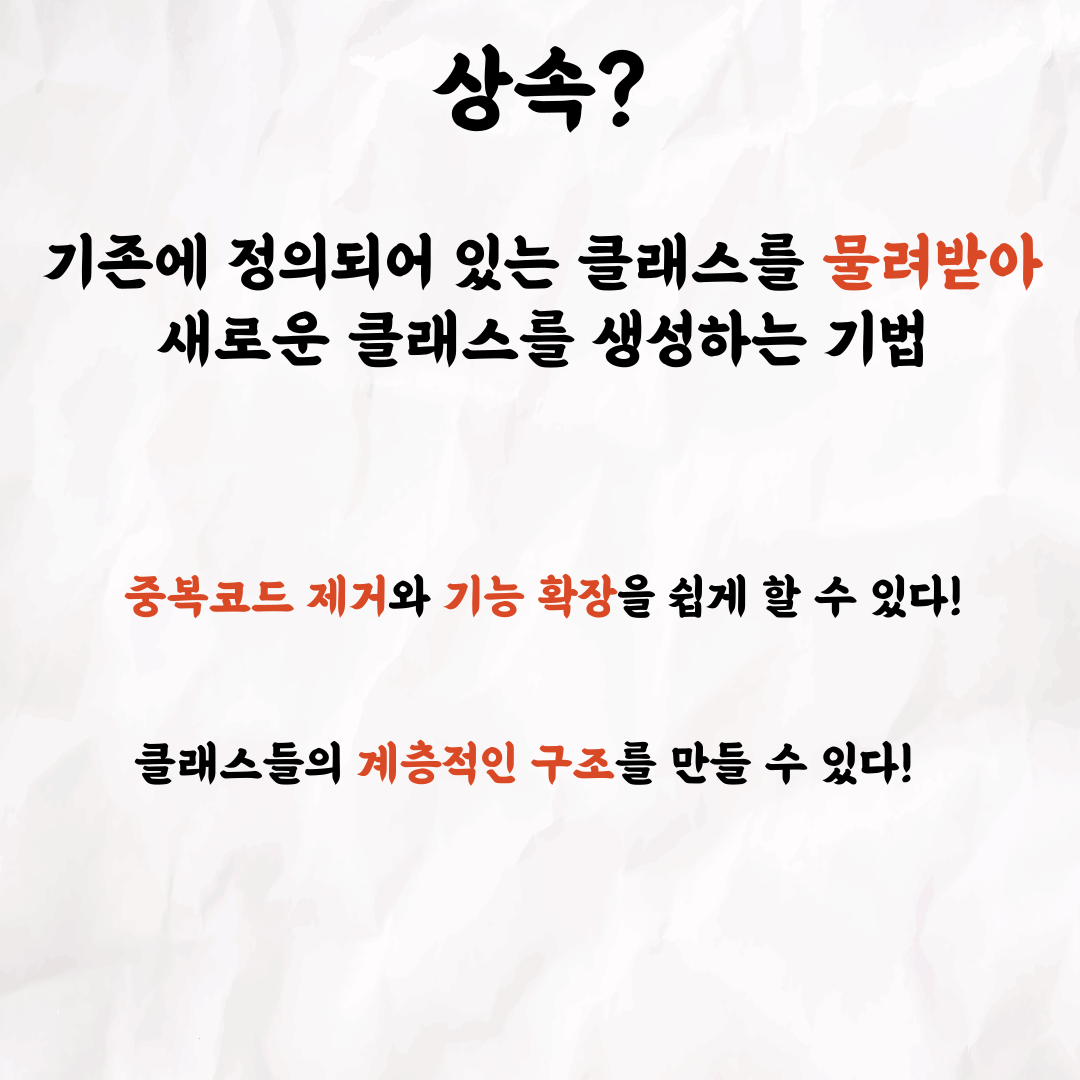 상속?
기존에 정의되어 있는 클래스를 물려받아
새로운 클래스를 생성하는 기법
중복코드 제거와 기능 확장을 쉽게 할 수 있다!
클래스들의 계층적인 구조를 만들 수 있다!